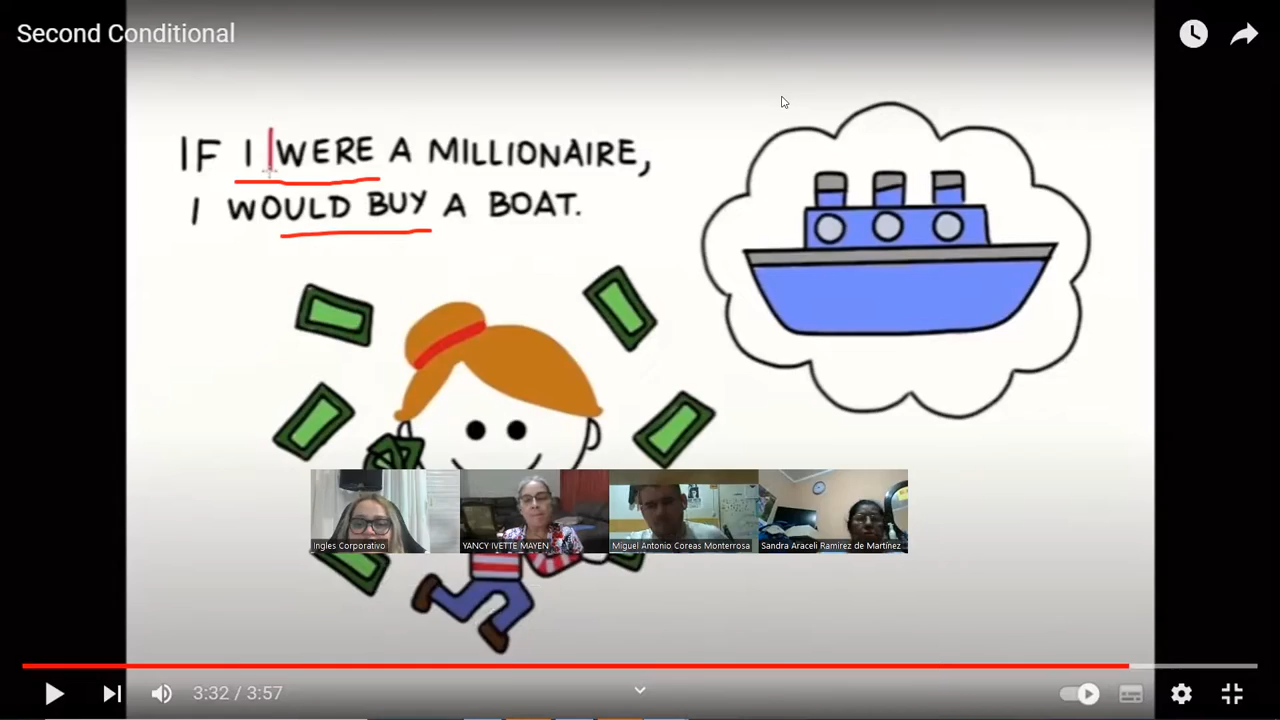 Second Conditional
IF I WERE A MILLIONAIRE,
I WOULD BUY A BOAT.
Ingles Corporativo
YANCY IVETTE MAYEN
Miguel Antonio Coreas Monterrosa
Sandra Araceli Ramirez de Martínez
3:32 / 3:57